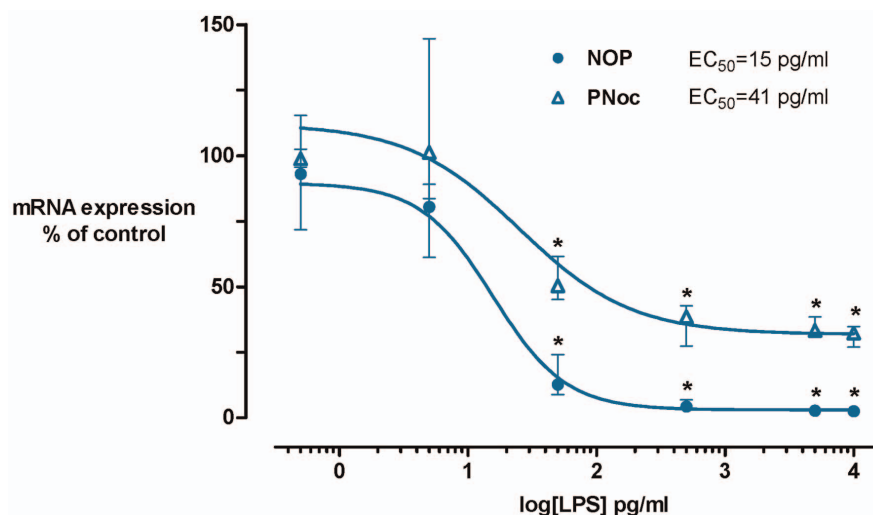 150
NOP EC50=15 pg/ml
PNoc EC50=41 pg/ml
100
mRNA expression
% of control
*
50
* * *
*
* * *
0
0 1 2 3 4
log[LPS] pg/ml